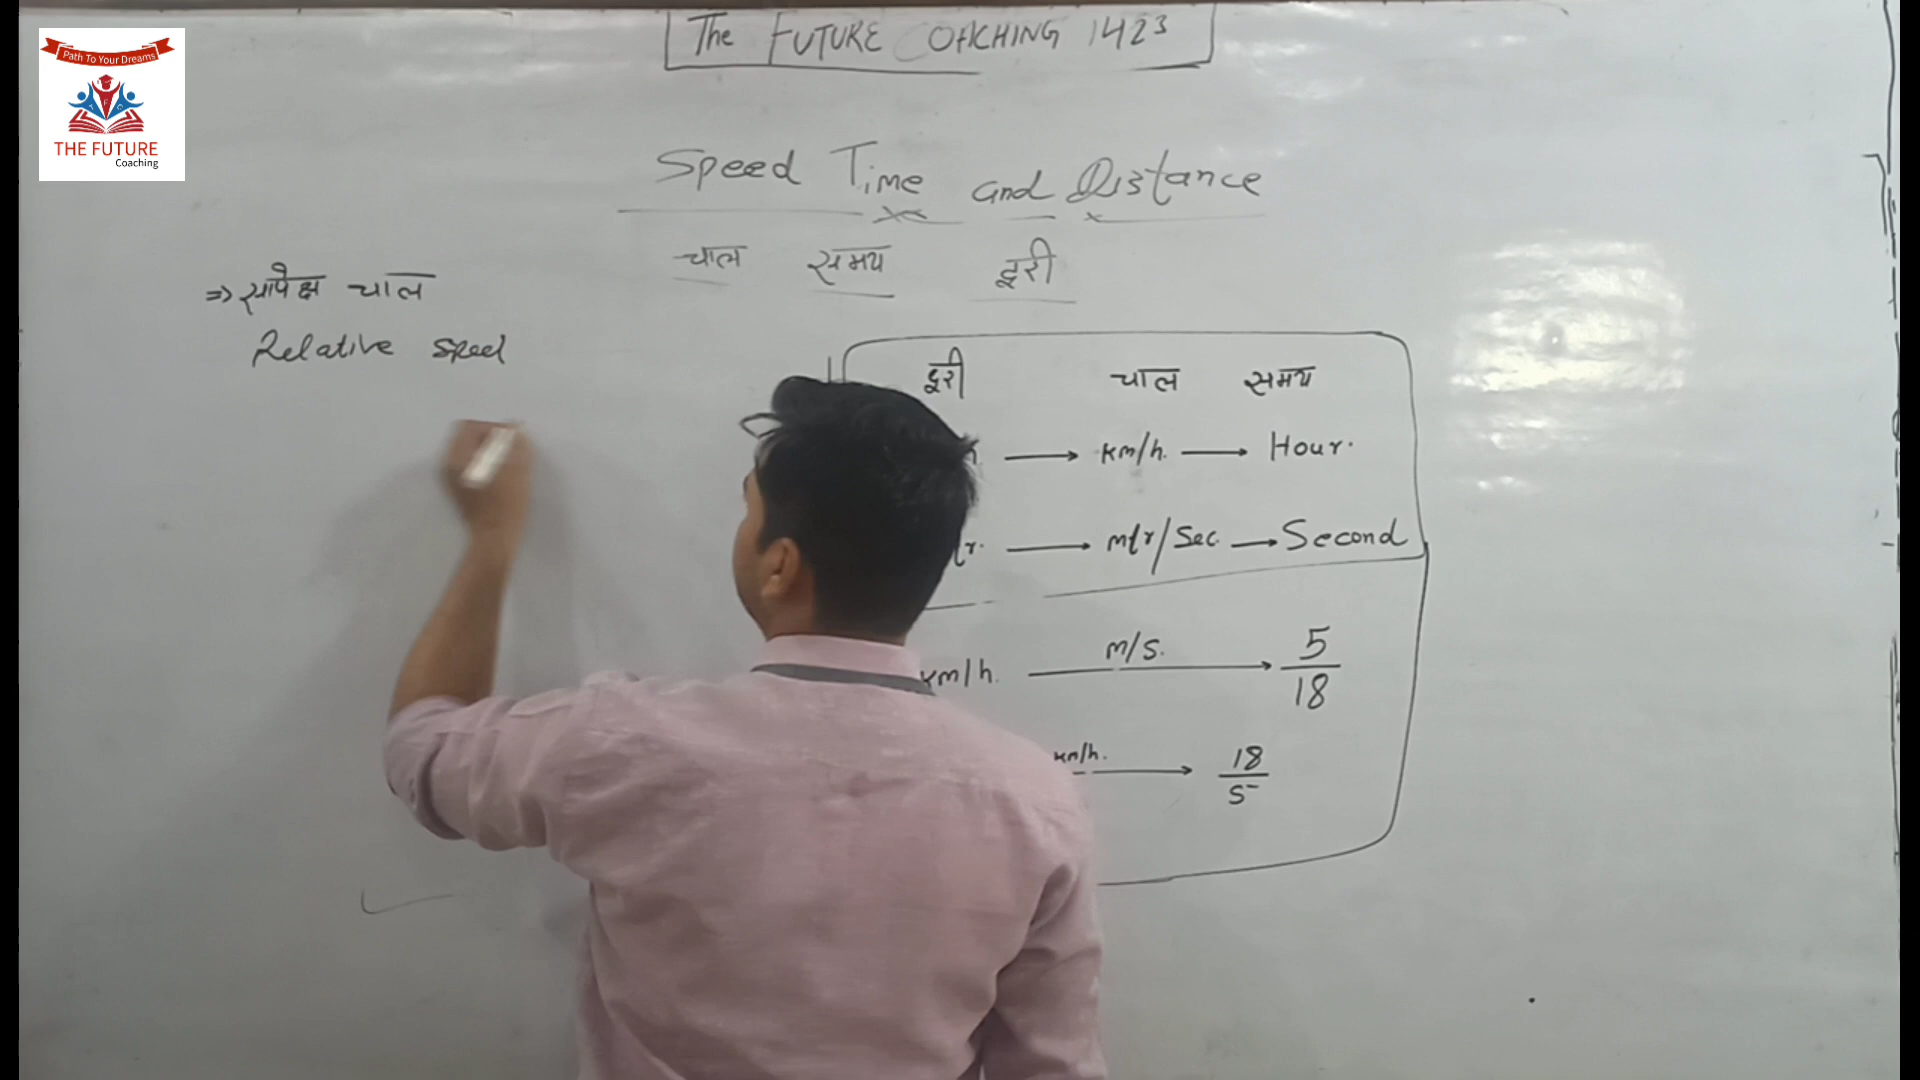 Path To Your Dreams
T F C
THE FUTURE
Coaching
The FUTURE COACHING 1423
Speed Time and Distance
चाल समय दूरी
⇒ सापेक्ष चाल
Relative speed
दूरी चाल समय
→ km/h. → Hour.
→ mtr/Sec. → Second
km/h. m/s. → 5/18
km/h. → 18/5